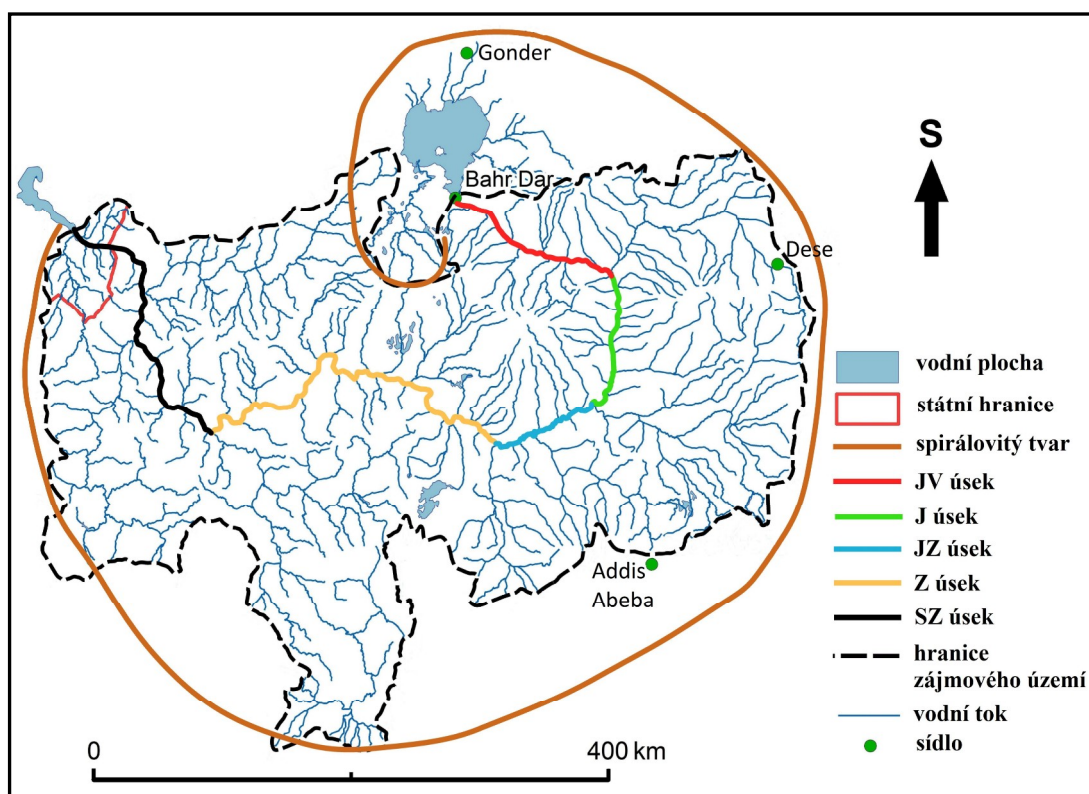 Gonder
Bahr Dar
Dese
Addis
Abeba
S
vodní plocha
státní hranice
spirálovitý tvar
JV úsek
J úsek
JZ úsek
Z úsek
SZ úsek
hranice
zájmového území
vodní tok
sídlo
0
400 km